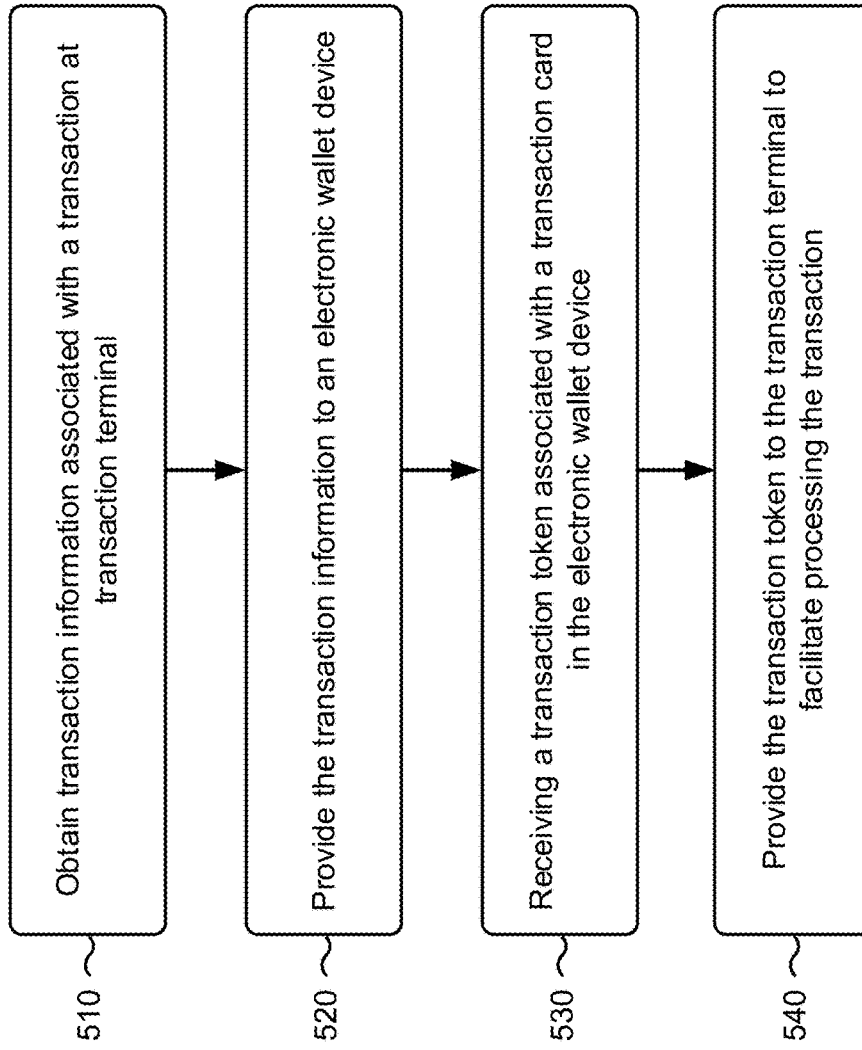 510
Obtain transaction information associated with a transaction at
transaction terminal
520
Provide the transaction information to an electronic wallet device
530
Receiving a transaction token associated with a transaction card
in the electronic wallet device
540
Provide the transaction token to the transaction terminal to
facilitate processing the transaction